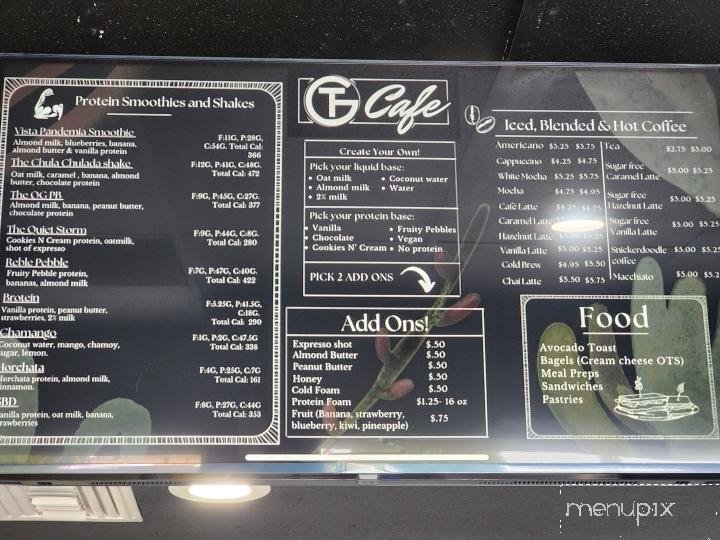 Protein Smoothies and Shakes
Vista Pandemia Smoothie
F:11G, P:28G,
Almond milk, blueberries, banana,
C:54G. Total Cal:
almond butter & vanilla protein
366
The Chula Chulada shake
F:12G, P:41G, C:48G.
Total Cal: 472
Oat milk, caramel , banana, almond
butter, chocolate protein
The OG PB
F:9G, P:45G, C:27G.
Almond milk, banana, peanut butter,
Total Cal: 377
chocolate protein
The Quiet Storm
F:9G, P:44G, C:8G.
Cookies N Cream protein, oatmilk,
Total Cal: 280
shot of expresso
Reble Pebble
F:7G, P:47G, C:40G.
Fruity Pebble protein,
Total Cal: 422
bananas, almond milk
Brotein
F:5.25G, P:41.5G,
Vanilla protein, peanut butter,
C:18G.
strawberries, 2% milk
Total Cal: 290
Chamango
F:1G, P:2G, C:47.5G
Coconut water, mango, chamoy,
Total Cal: 338
sugar, lemon.
Horchata
F:4G, P:25G, C:7G
Horchata protein, almond milk,
Total Cal: 161
cinnamon.
SBD
F:8G, P:27G, C:44G
vanilla protein, oat milk, banana,
Total Cal: 353
strawberries
Cafe
Create Your Own!
Pick your liquid base:
• Oat milk • Coconut water
• Almond milk • Water
• 2% milk
Pick your protein base:
• Vanilla • Fruity Pebbles
• Chocolate • Vegan
• Cookies N' Cream • No protein
PICK 2 ADD ONS
Add Ons!
Expresso shot $.50
Almond Butter $.50
Peanut Butter $.50
Honey $.50
Cold Foam $.50
Protein Foam $1.25- 16 oz
Fruit (Banana, strawberry,
blueberry, kiwi, pineapple) $.75
Iced, Blended & Hot Coffee
Americano $3.25 $3.75
Cappuccino $4.25 $4.75
White Mocha $5.25 $5.75
Mocha $4.75 $4.95
Café Latte $4.25 $4.75
Caramel Latte
Hazelnut Latte $5.00 $5.25
Vanilla Latte $5.00 $5.25
Cold Brew $4.95 $5.50
Chai Latte $5.50 $5.75
Tea $2.75 $3.00
Sugar free
Caramel Latte $5.00 $5.25
Sugar free
Hazelnut Latte $5.00 $5.25
Sugar free
Vanilla Latte $5.00 $5.25
Snickerdoodle $5.00 $5.25
coffee
Macchiato $5.00 $5.2
Food
Avocado Toast
Bagels (Cream cheese OTS)
Meal Preps
Sandwiches
Pastries
menupix